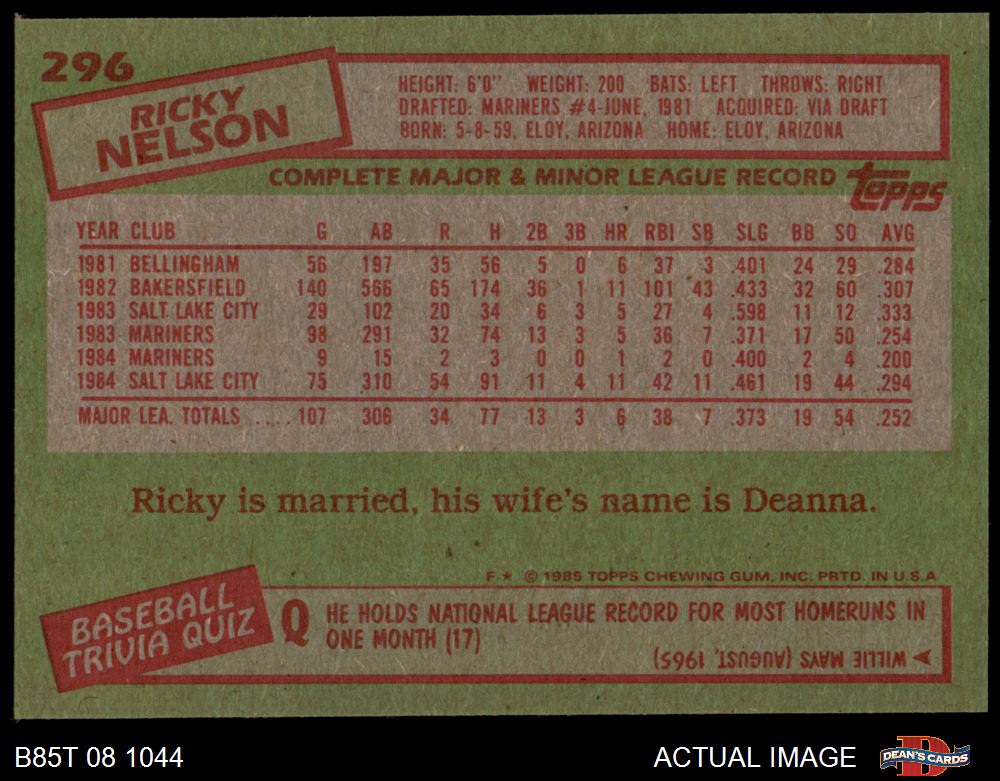 296
RICKY
NELSON
HEIGHT: 6'0" WEIGHT: 200 BATS: LEFT THROWS: RIGHT
DRAFTED: MARINERS #4-JUNE, 1981 ACQUIRED: VIA DRAFT
BORN: 5-8-59, ELOY, ARIZONA HOME: ELOY, ARIZONA
COMPLETE MAJOR & MINOR LEAGUE RECORD topps
YEAR CLUB G AB R H 2B 3B HR RBI SB SLG BB SO AVG
1981 BELLINGHAM 56 197 35 56 5 0 6 37 3 .401 24 29 .284
1982 BAKERSFIELD 140 566 65 174 36 1 11 101 43 .433 32 60 .307
1983 SALT LAKE CITY 29 102 20 34 6 3 5 27 4 .598 11 12 .333
1983 MARINERS 98 291 32 74 13 3 5 36 7 .371 17 50 .254
1984 MARINERS 9 15 2 3 0 0 1 2 0 .400 2 4 .200
1984 SALT LAKE CITY 75 310 54 91 11 4 11 42 11 .461 19 44 .294
MAJOR LEA. TOTALS .... 107 306 34 77 13 3 6 38 7 .373 19 54 .252
Ricky is married, his wife's name is Deanna.
F ★ © 1985 TOPPS CHEWING GUM, INC. PRTD. IN U.S.A
BASEBALL
TRIVIA QUIZ
Q HE HOLDS NATIONAL LEAGUE RECORD FOR MOST HOMERUNS IN
ONE MONTH (17)
WILLIE MAYS (AUGUST, 1965)
B85T 08 1044
ACTUAL IMAGE
DEAN'S CARDS